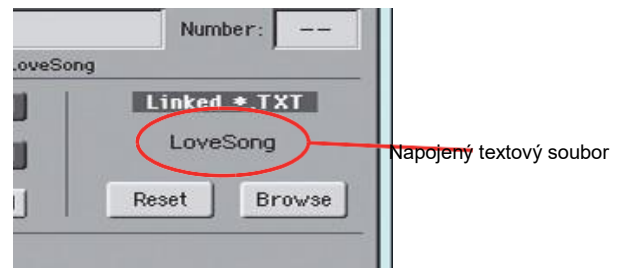 Number: --
LoveSong
Linked *.TXT
LoveSong
Napojený textový soubor
Reset Browse